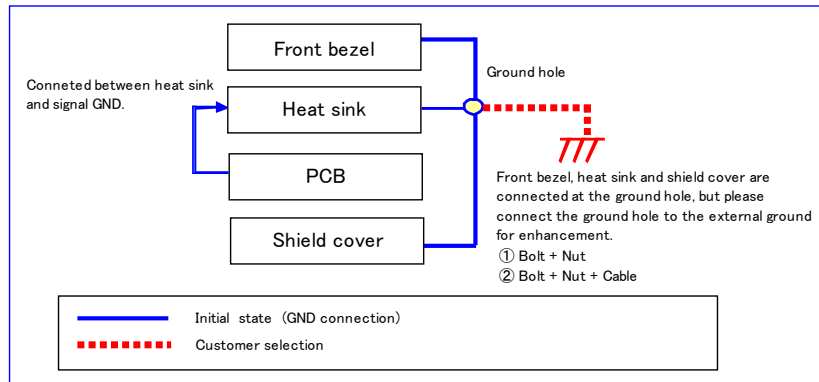 Front bezel
Ground hole
Conneted between heat sink
and signal GND.
Heat sink
PCB
Front bezel, heat sink and shield cover are
connected at the ground hole, but please
connect the ground hole to the external ground
for enhancement.
① Bolt + Nut
② Bolt + Nut + Cable
Shield cover
Initial state (GND connection)
Customer selection